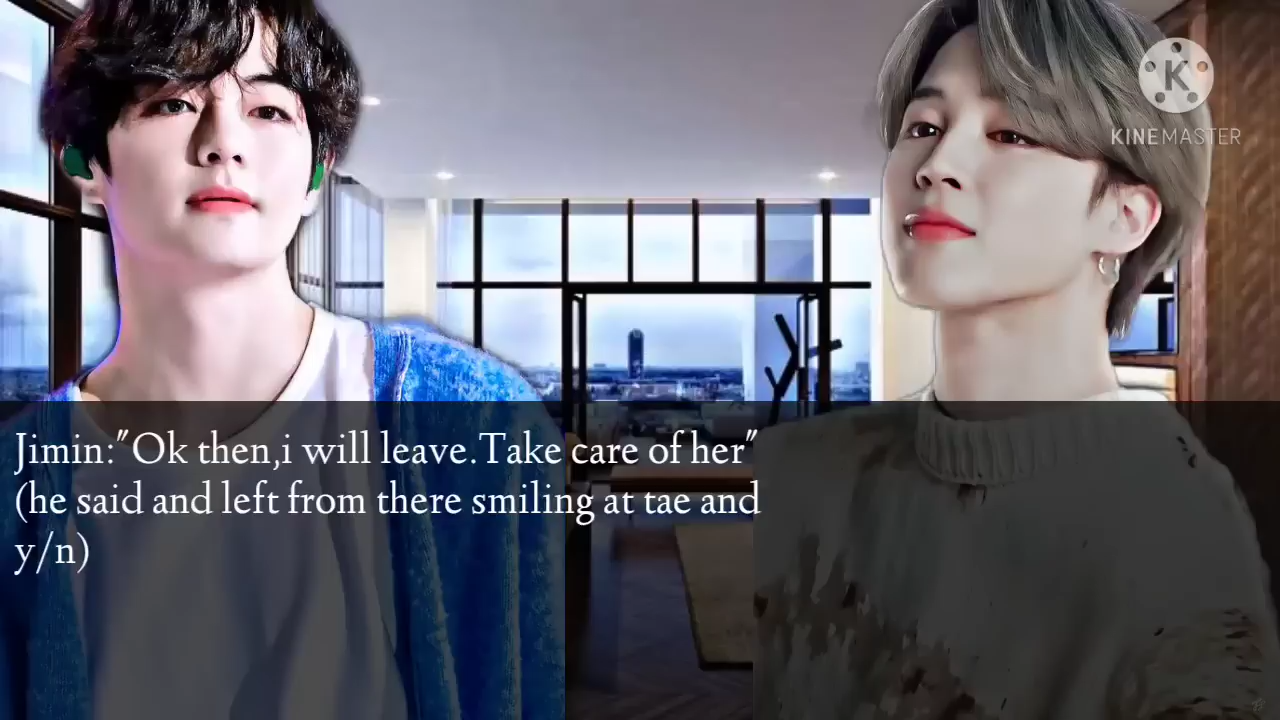 KINEMASTER
Jimin:"Ok then,i will leave.Take care of her"
(he said and left from there smiling at tae and
y/n)